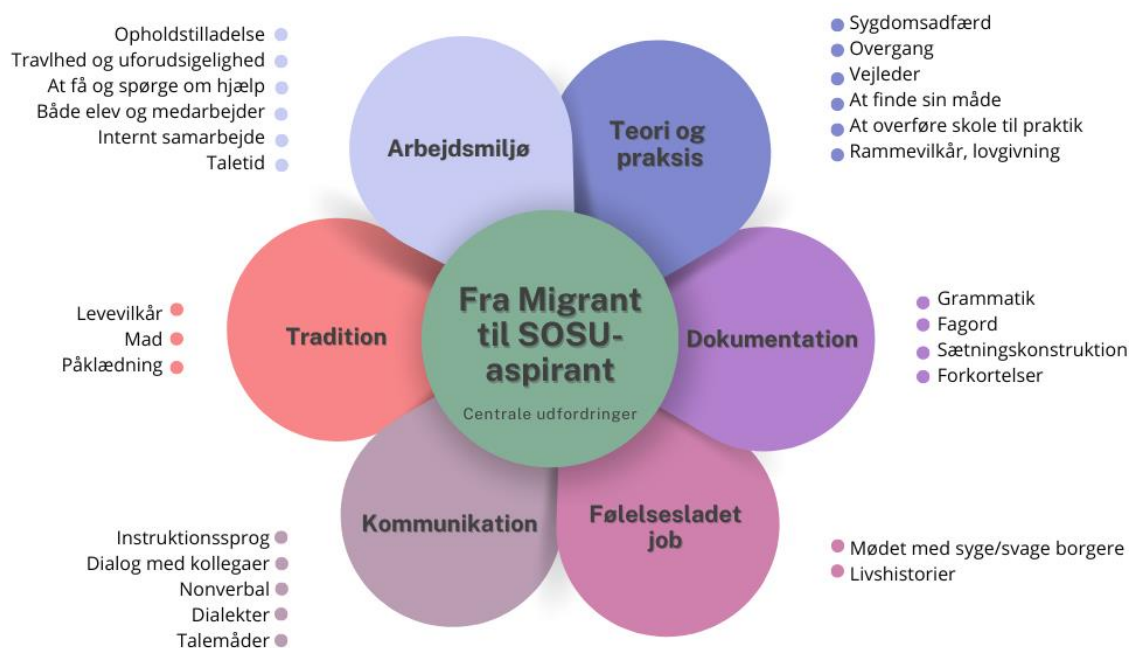 Opholdstilladelse
Travlhed og uforudsigelighed
At få og spørge om hjælp
Både elev og medarbejder
Internt samarbejde
Taletid
Arbejdsmiljø
Teori og
praksis
Sygdomsadfærd
Overgang
Vejleder
At finde sin måde
At overføre skole til praktik
Rammevilkår, lovgivning
Levevilkår
Mad
Påklædning
Tradition
Fra Migrant
til SOSU-
aspirant
Centrale udfordringer
Dokumentation
Grammatik
Fagord
Sætningskonstruktion
Forkortelser
Instruktionssprog
Dialog med kollegaer
Nonverbal
Dialekter
Talemåder
Kommunikation
Følelsesladet
job
Mødet med syge/svage borgere
Livshistorier